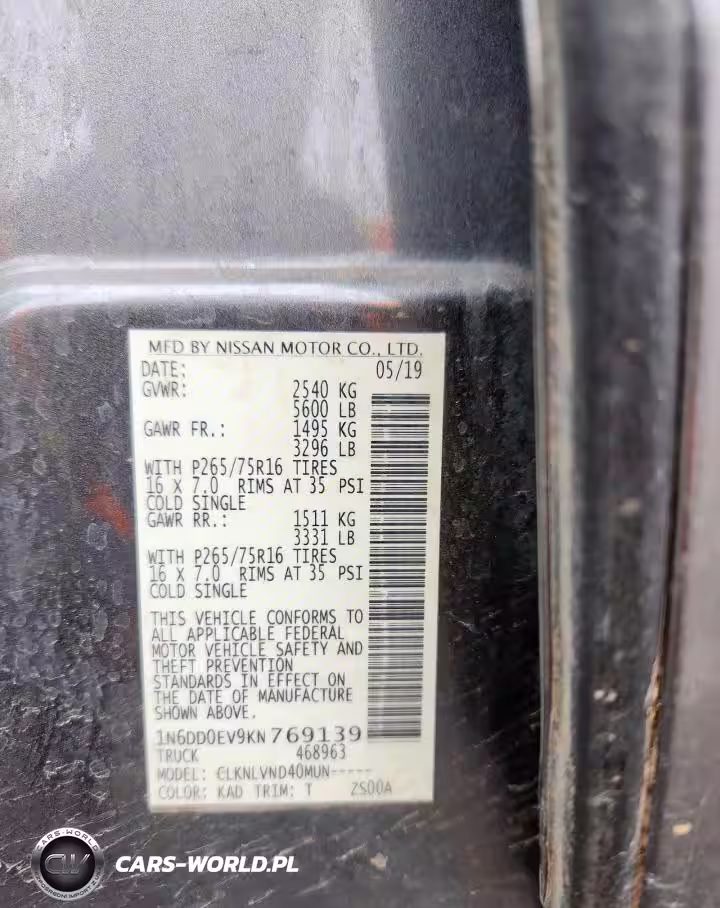 MFD BY NISSAN MOTOR CO., LTD.
DATE: 05/19
GVWR: 2540 KG
5600 LB
GAWR FR.: 1495 KG
3296 LB
WITH P265/75R16 TIRES
16 X 7.0 RIMS AT 35 PSI
COLD SINGLE
GAWR RR.: 1511 KG
3331 LB
WITH P265/75R16 TIRES
16 X 7.0 RIMS AT 35 PSI
COLD SINGLE
THIS VEHICLE CONFORMS TO
ALL APPLICABLE FEDERAL
MOTOR VEHICLE SAFETY AND
THEFT PREVENTION
STANDARDS IN EFFECT ON
THE DATE OF MANUFACTURE
SHOWN ABOVE.
1N6DD0EV9KN769139
TRUCK 468963
MODEL: CLKNLVND40MUN-----
COLOR: KAD TRIM: T ZS00A
CARS-WORLD
CW
CARS-WORLD.PL